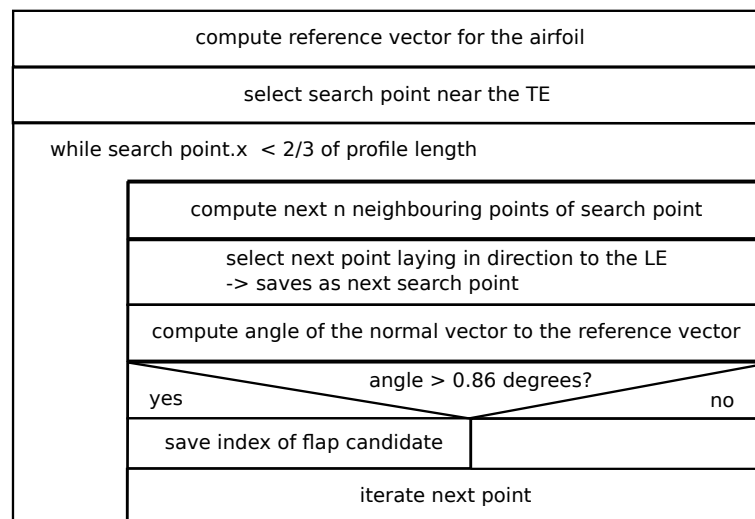 compute reference vector for the airfoil
select search point near the TE
while search point.x < 2/3 of profile length
compute next n neighbouring points of search point
select next point laying in direction to the LE
-> saves as next search point
compute angle of the normal vector to the reference vector
angle > 0.86 degrees?
yes
no
save index of flap candidate
iterate next point